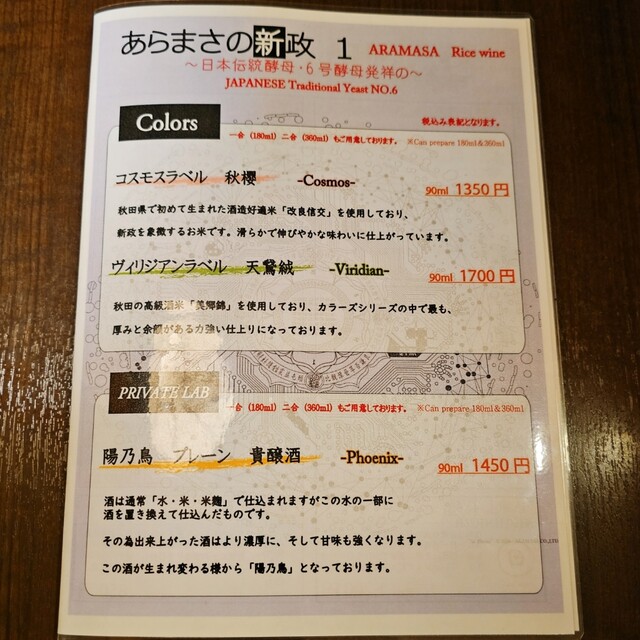 あらまさの新政 1 ARAMASA Rice wine
～日本伝統酵母・6号酵母発祥の～
JAPANESE Traditional Yeast NO.6
税込み表記となります。
Colors
一合（180ml）二合（360ml）もご用意しております。 ※Can prepare 180ml＆360ml
コスモスラベル 秋櫻 -Cosmos-
90ml 1350円
秋田県で初めて生まれた酒造好適米「改良信交」を使用しており、
新政を象徴するお米です。滑らかで伸びやかな味わいに仕上がっています。
ヴィリジアンラベル 天鵞絨 -Viridian-
90ml 1700円
秋田の高級酒米「美郷錦」を使用しており、カラーズシリーズの中で最も、
厚みと余韻がある力強い仕上りになっております。
PRIVATE LAB
一合（180ml）二合（360ml）もご用意しております。 ※Can prepare 180ml＆360ml
陽乃鳥 プレーン 貴醸酒 -Phoenix-
90ml 1450円
酒は通常「水・米・米麹」で仕込まれますがこの水の一部に
酒を置き換えて仕込んだものです。
その為出来上がった酒はより濃厚に、そして甘味も強くなります。
この酒が生まれ変わる様から「陽乃鳥」となっております。